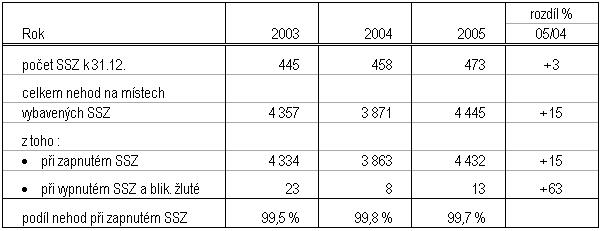 rozdíl %
Rok 2003 2004 2005 05/04
počet SSZ k 31.12. 445 458 473 +3
celkem nehod na místech
vybavených SSZ 4 357 3 871 4 445 +15
z toho :
• při zapnutém SSZ 4 334 3 863 4 432 +15
• při vypnutém SSZ a blik. žluté 23 8 13 +63
podíl nehod při zapnutém SSZ 99,5 % 99,8 % 99,7 %